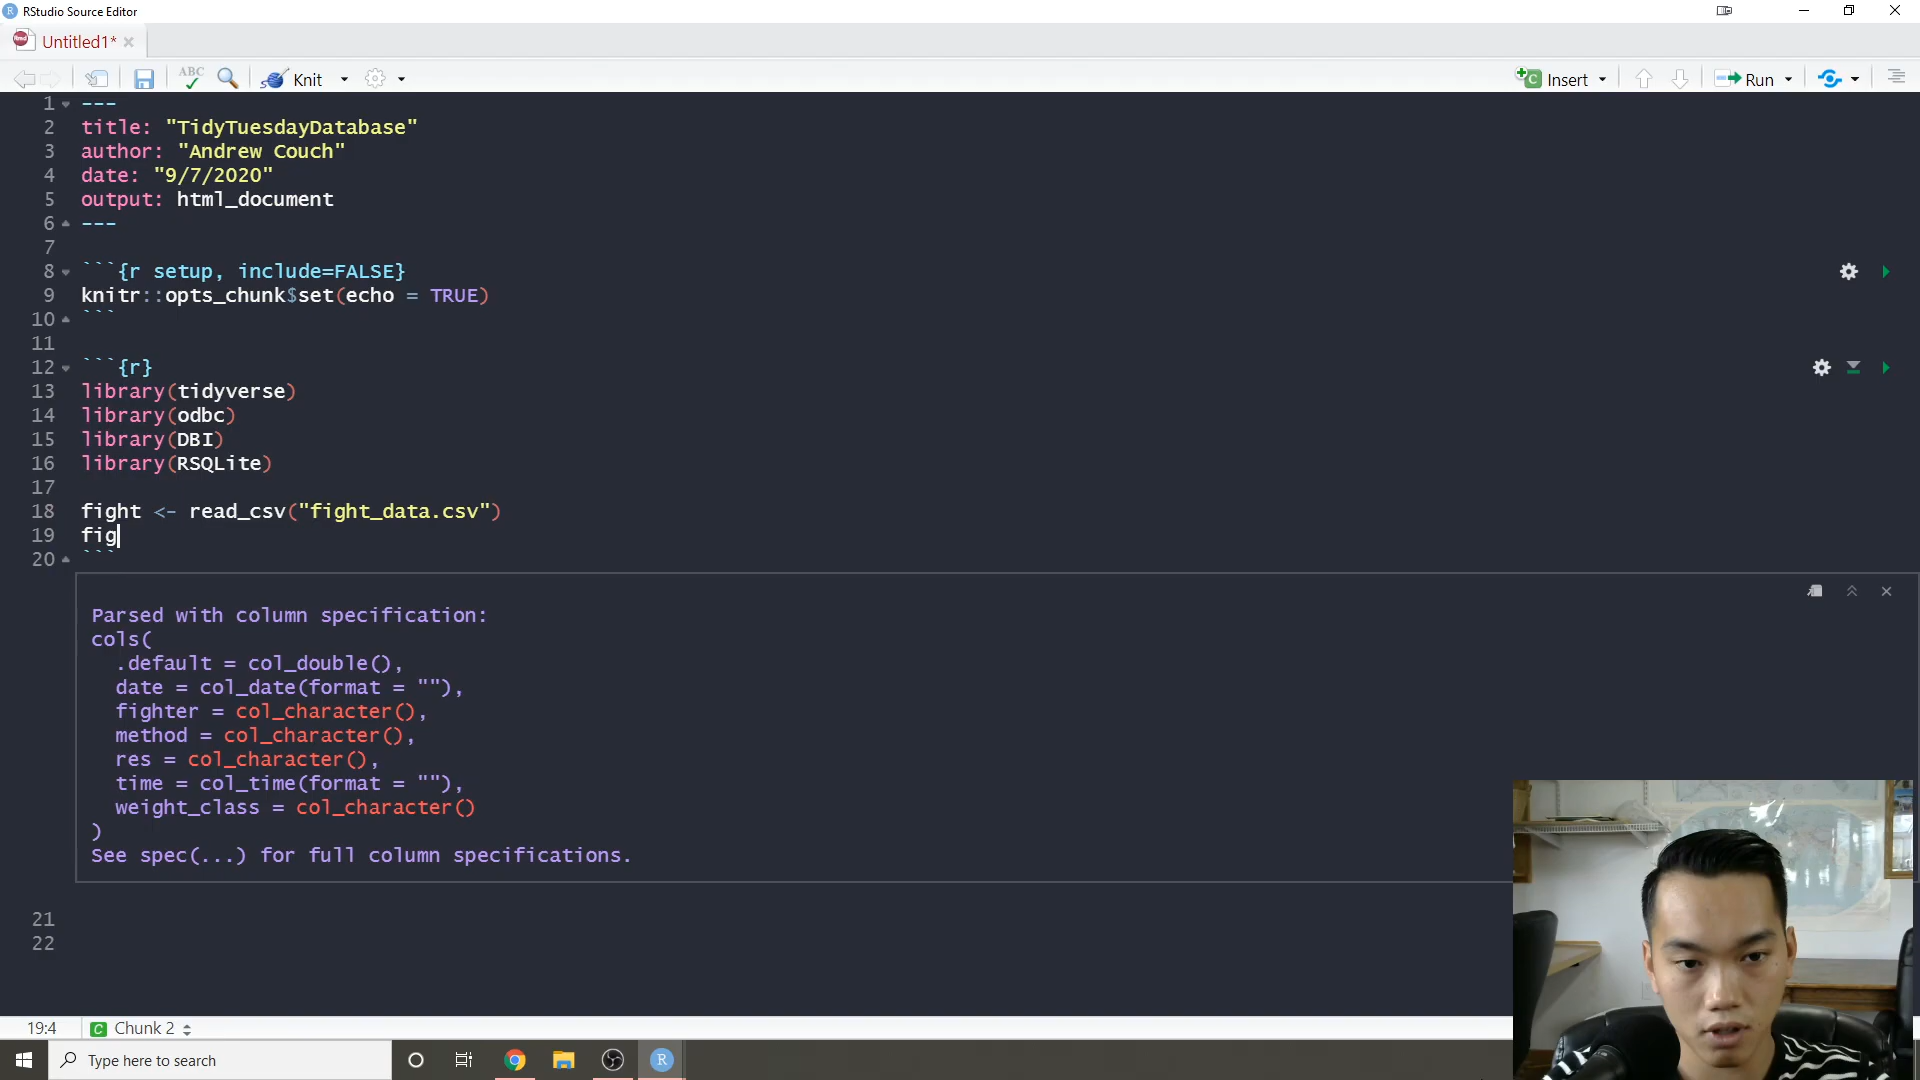 RStudio Source Editor
Untitled1*
ABC
Knit
Insert
Run
1 ---
2 title: "TidyTuesdayDatabase"
3 author: "Andrew Couch"
4 date: "9/7/2020"
5 output: html_document
6 ---
7
8 ```{r setup, include=FALSE}
9 knitr::opts_chunk$set(echo = TRUE)
10 ```
11
12 ```{r}
13 library(tidyverse)
14 library(odbc)
15 library(DBI)
16 library(RSQLite)
17
18 fight <- read_csv("fight_data.csv")
19 fig
20 ```
Parsed with column specification:
cols(
.default = col_double(),
date = col_date(format = ""),
fighter = col_character(),
method = col_character(),
res = col_character(),
time = col_time(format = ""),
weight_class = col_character()
)
See spec(...) for full column specifications.
21
22
19:4
C Chunk 2
Type here to search
R